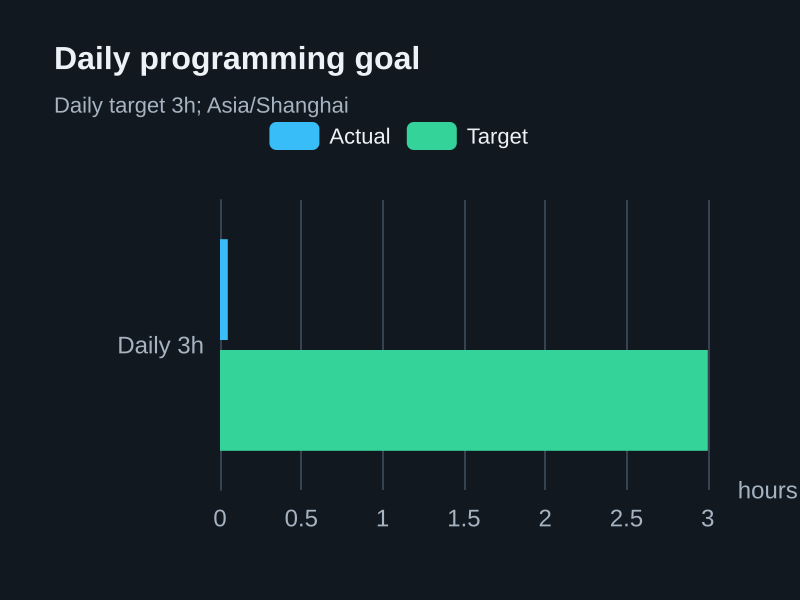 Daily programming goal
Daily target 3h; Asia/Shanghai
Actual Target
Daily 3h
hours
0 0.5 1 1.5 2 2.5 3